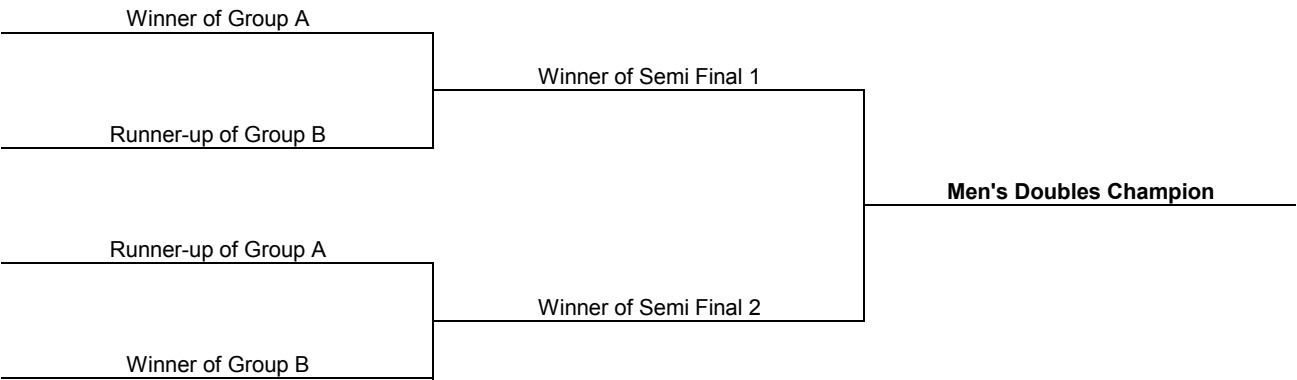 Winner of Group A
Winner of Semi Final 1
Runner-up of Group B
Men's Doubles Champion
Runner-up of Group A
Winner of Semi Final 2
Winner of Group B